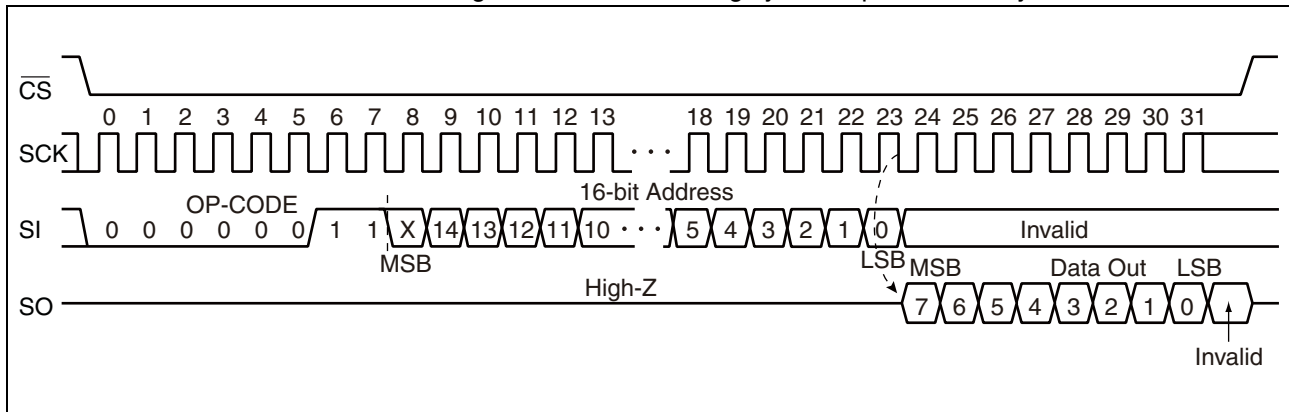 CS
0 1 2 3 4 5 6 7 8 9 10 11 12 13 18 19 20 21 22 23 24 25 26 27 28 29 30 31
SCK ···
16-bit Address
OP-CODE
SI 0 0 0 0 0 0 1 1 X 14 13 12 11 10 ··· 5 4 3 2 1 0 Invalid
MSB LSB MSB Data Out LSB
High-Z
SO 7 6 5 4 3 2 1 0
Invalid